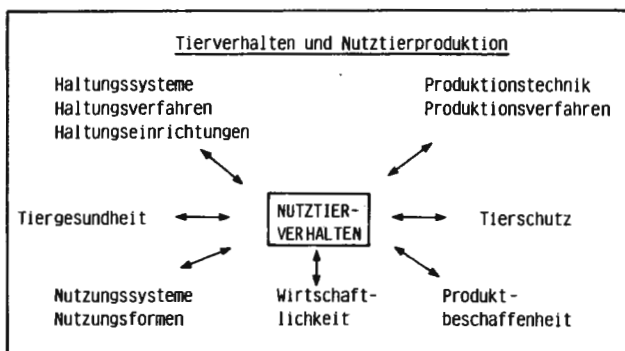 Tierverhalten und Nutztierproduktion
Haltungssysteme
Haltungsverfahren
Haltungseinrichtungen
Produktionstechnik
Produktionsverfahren
Tiergesundheit
NUTZTIER-
VERHALTEN
Tierschutz
Nutzungssysteme
Nutzungsformen
Wirtschaft-
lichkeit
Produkt-
beschaffenheit